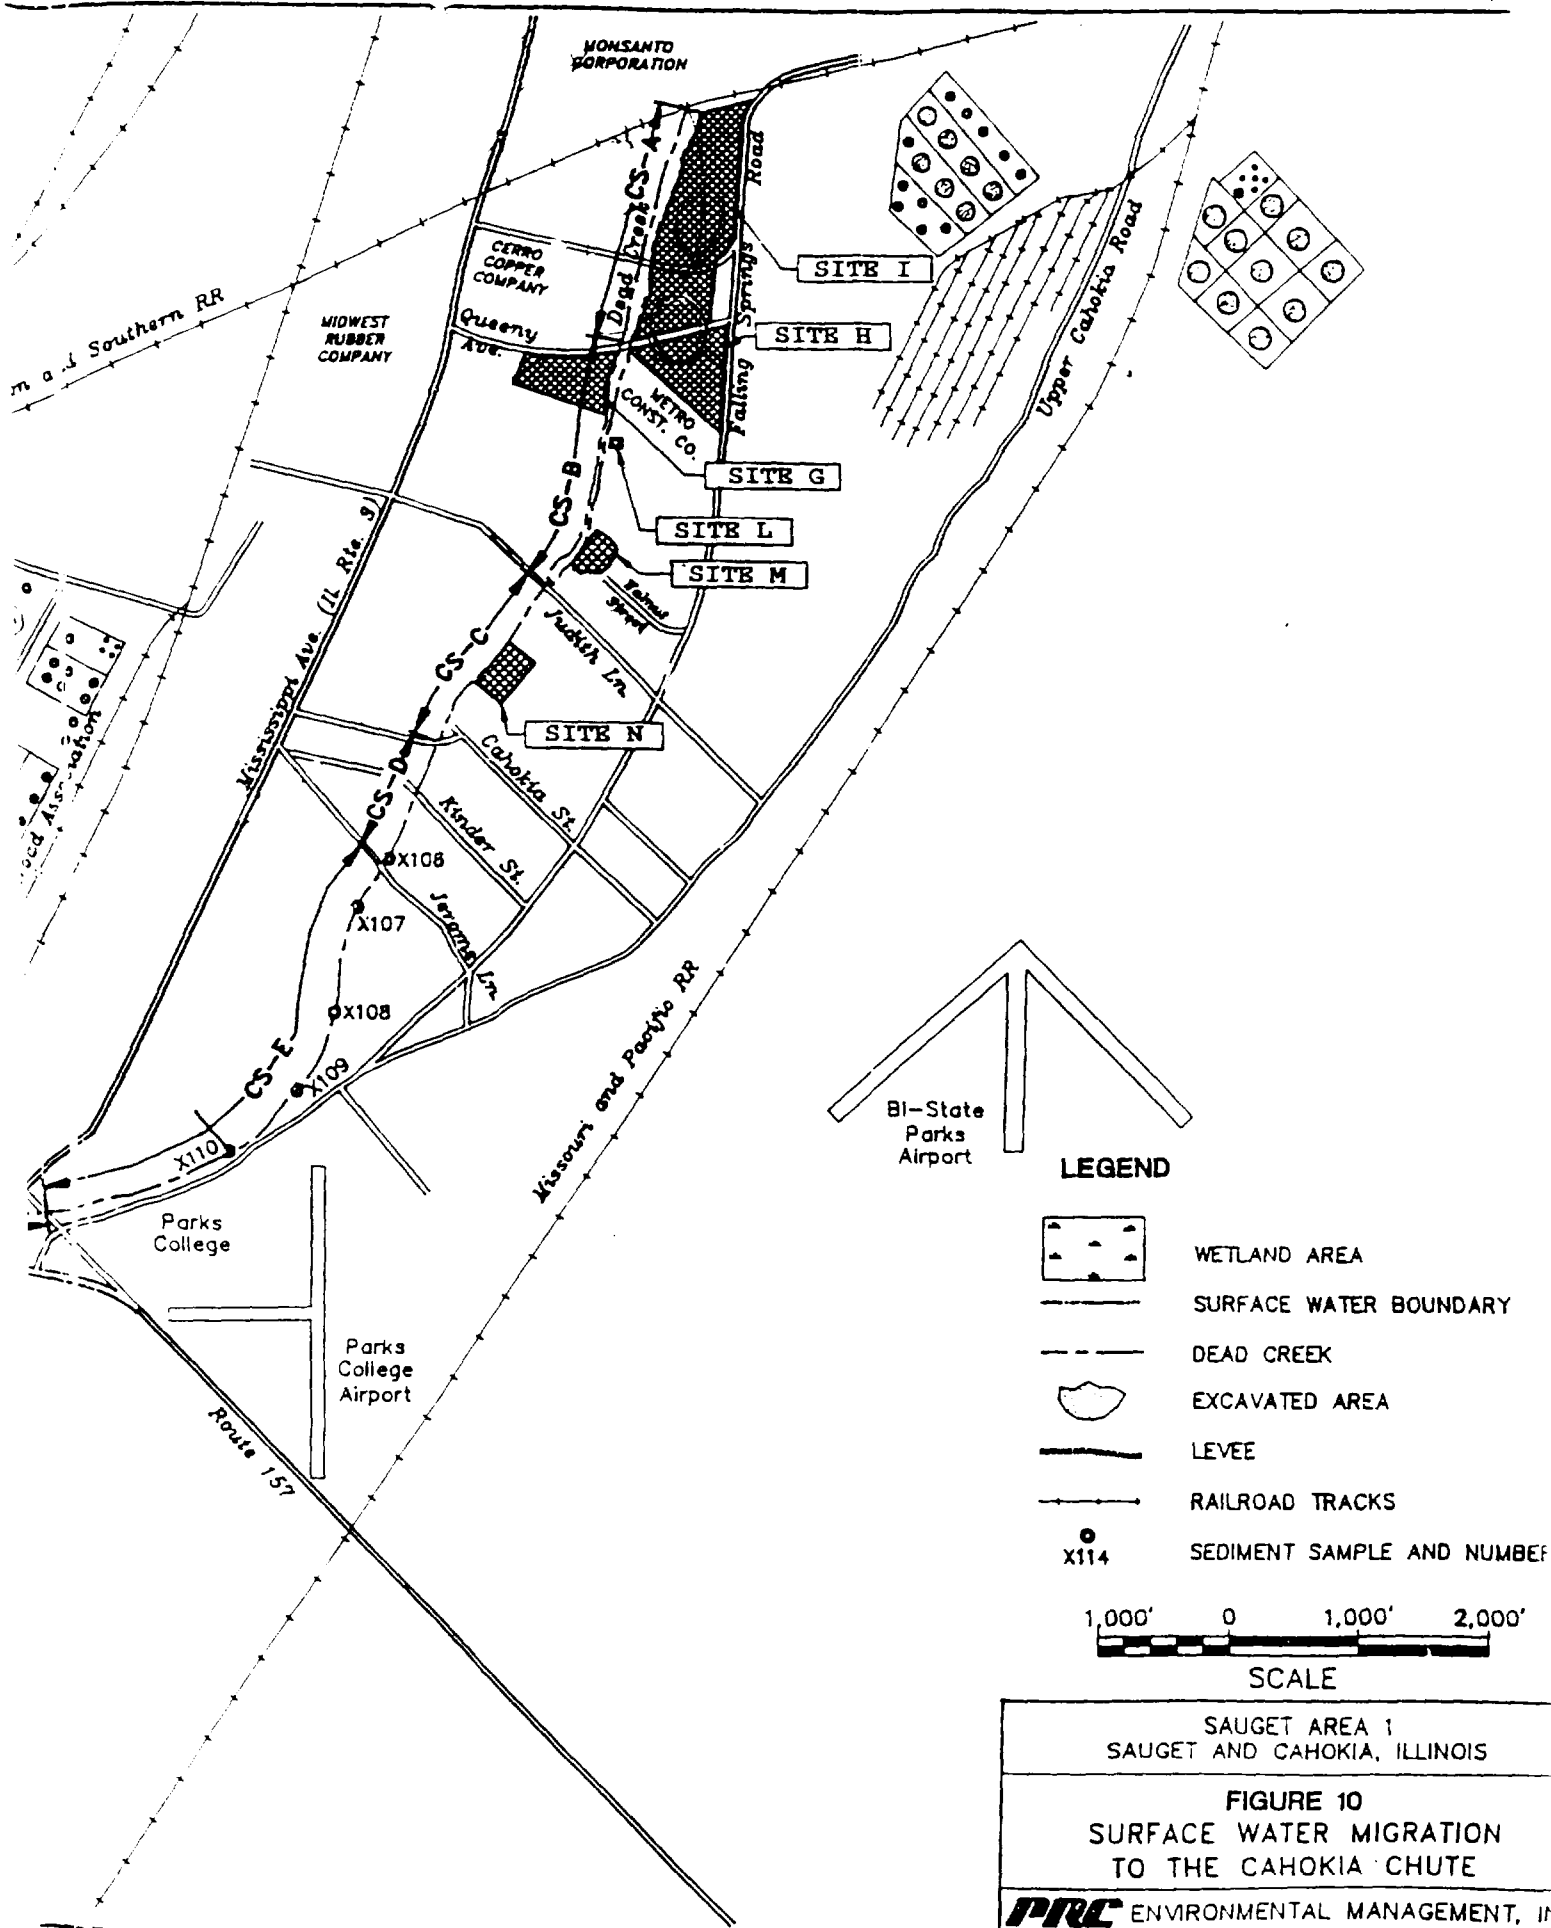 MONSANTO
CORPORATION
CS-A
Dead Creek
Road
Springs
Falling
SITE I
CERRO
COPPER
COMPANY
SITE H
Queeny
Ave.
MIDWEST
RUBBER
COMPANY
Southern RR
METRO
CONST. CO.
Upper Cahokia Road
SITE G
CS-B
SITE L
SITE M
Street
Judith Ln.
Mississippi Ave. (IL Rte. 3)
CS-C
SITE N
Cahokia St.
CS-D
Kinder St.
X106
X107
Jerome Ln.
X108
CS-E
X109
X110
Missouri and Pacific RR
Parks
College
Parks
College
Airport
Route 157
Bi-State
Parks
Airport
LEGEND
WETLAND AREA
SURFACE WATER BOUNDARY
DEAD CREEK
EXCAVATED AREA
LEVEE
RAILROAD TRACKS
X114
SEDIMENT SAMPLE AND NUMBER
1,000' 0 1,000' 2,000'
SCALE
SAUGET AREA 1
SAUGET AND CAHOKIA, ILLINOIS
FIGURE 10
SURFACE WATER MIGRATION
TO THE CAHOKIA CHUTE
PRC ENVIRONMENTAL MANAGEMENT, IN